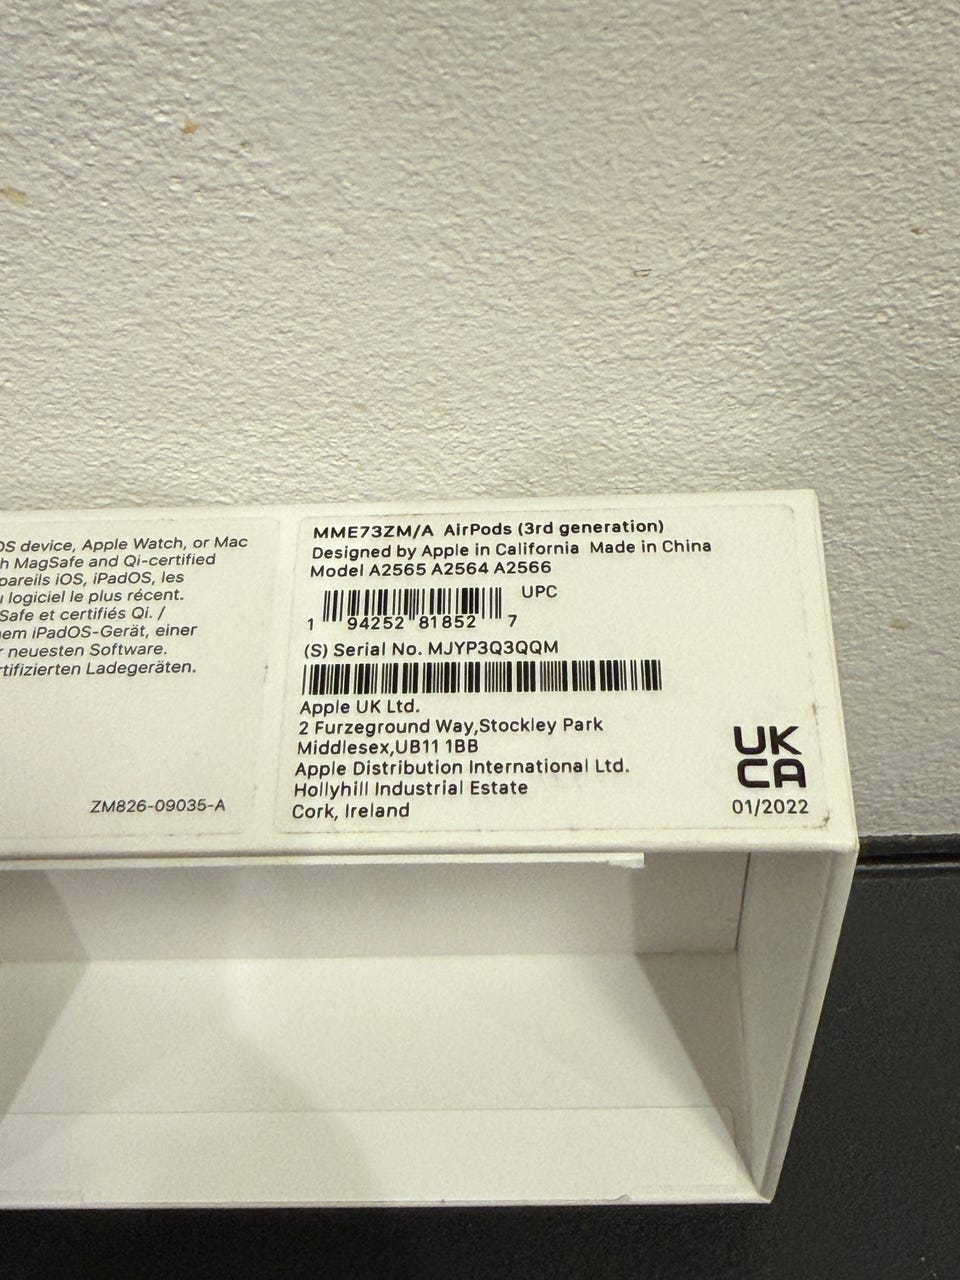 OS device, Apple Watch, or Mac
h MagSafe and Qi-certified
pareils iOS, iPadOS, les
u logiciel le plus récent.
Safe et certifiés Qi. /
nem iPadOS-Gerät, einer
r neuesten Software.
rtifizierten Ladegeräten.
ZM826-09035-A
MME73ZM/A AirPods (3rd generation)
Designed by Apple in California Made in China
Model A2565 A2564 A2566
UPC
1 94252 81852 7
(S) Serial No. MJYP3Q3QQM
Apple UK Ltd.
2 Furzeground Way,Stockley Park
Middlesex,UB11 1BB
Apple Distribution International Ltd.
Hollyhill Industrial Estate
Cork, Ireland
UK
CA
01/2022